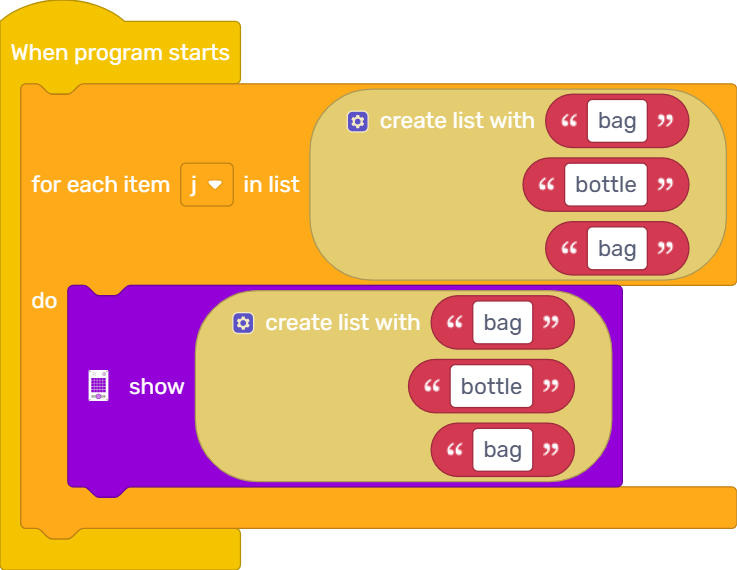 When program starts
create list with “ bag ”
for each item j in list “ bottle ”
“ bag ”
do
create list with “ bag ”
show “ bottle ”
“ bag ”